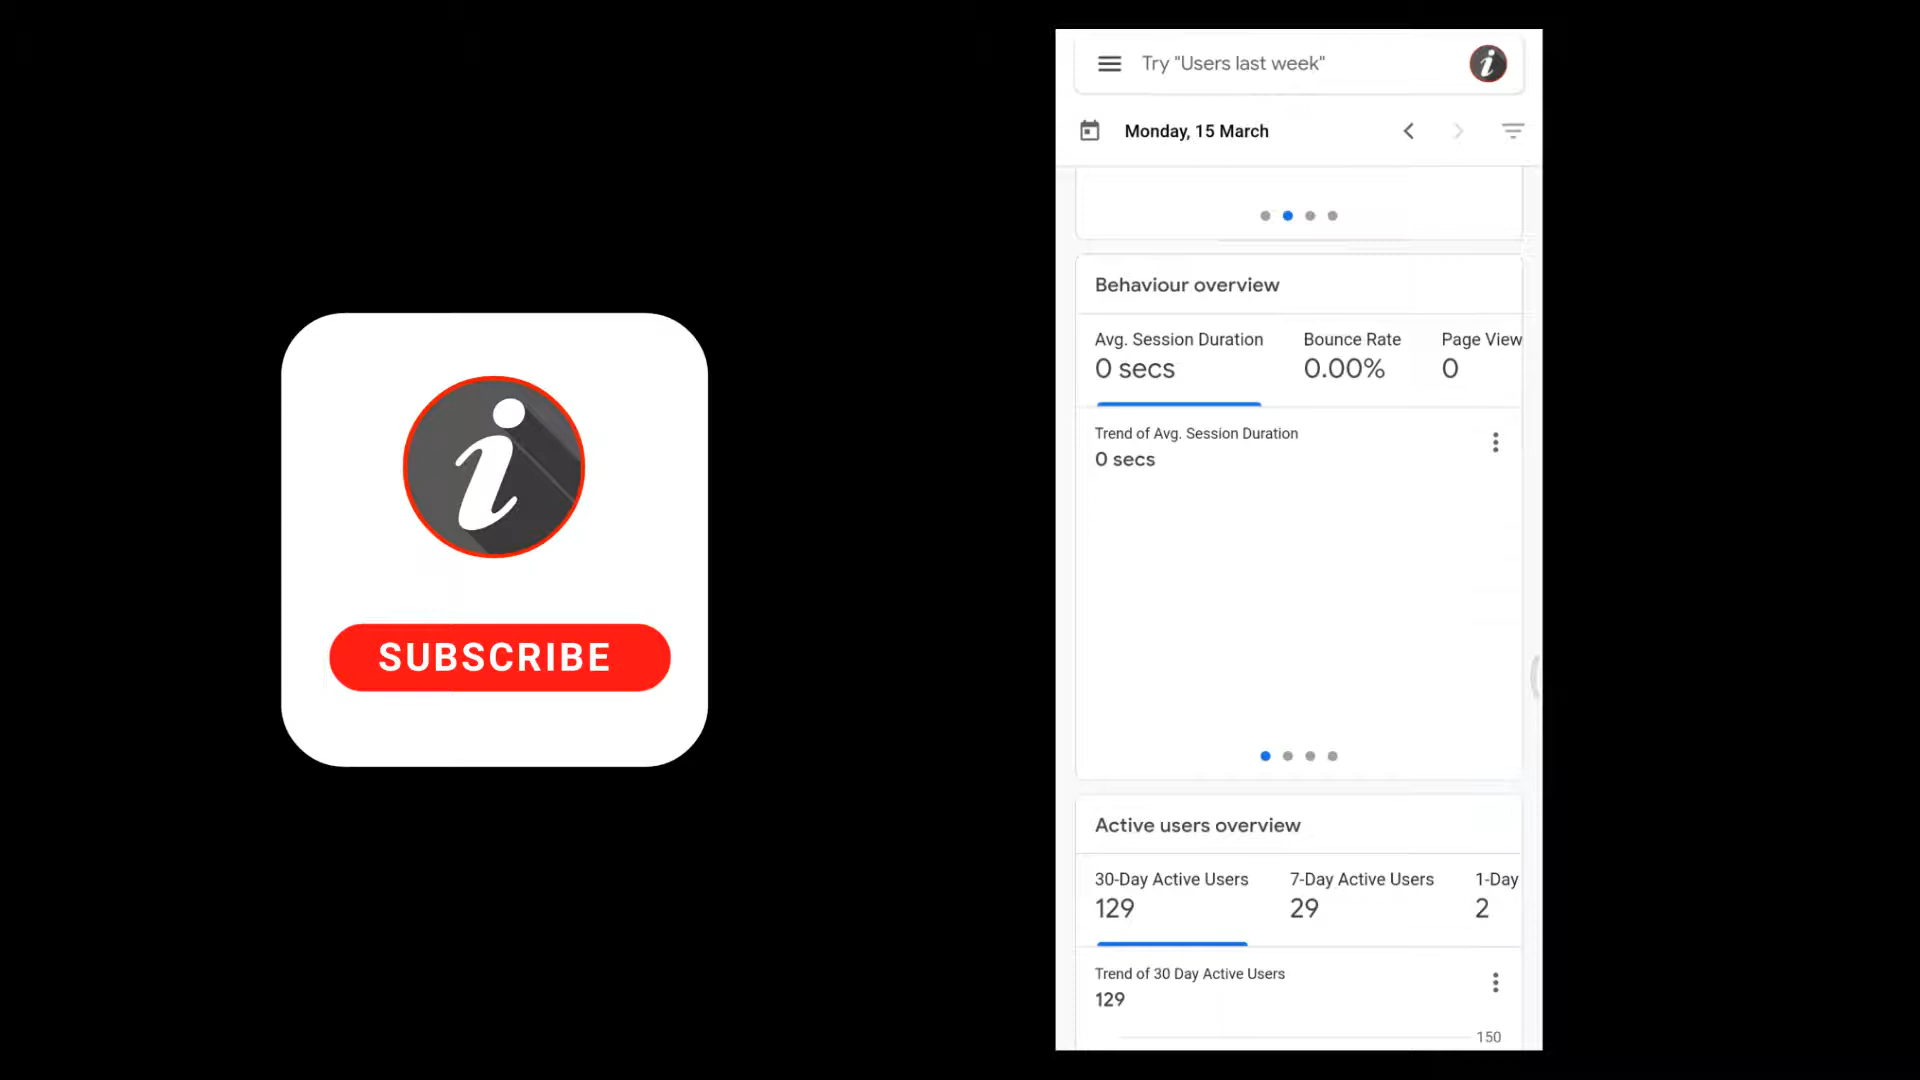 i
SUBSCRIBE
Try "Users last week"
i
Monday, 15 March
Behaviour overview
Avg. Session Duration Bounce Rate Page View
0 secs 0.00% 0
Trend of Avg. Session Duration
0 secs
Active users overview
30-Day Active Users 7-Day Active Users 1-Day
129 29 2
Trend of 30 Day Active Users
129
150